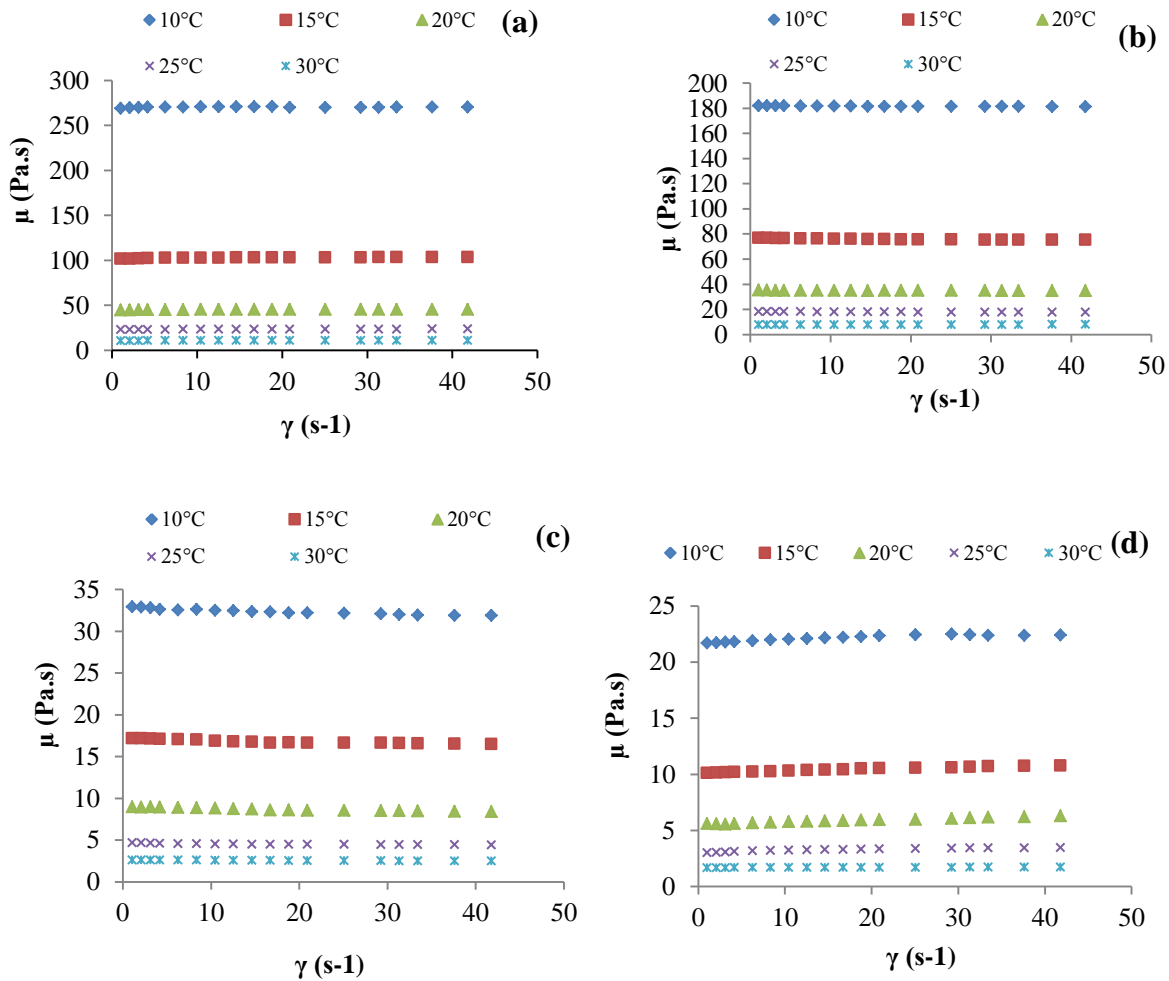 10°C 15°C 20°C (a)
25°C 30°C
300
250
200
150
100
50
0
0 10 20 30 40 50
μ (Pa.s)
γ (s-1)
10°C 15°C 20°C (b)
25°C 30°C
200
180
160
140
120
100
80
60
40
20
0
0 10 20 30 40 50
μ (Pa.s)
γ (s-1)
10°C 15°C 20°C (c)
25°C 30°C
35
30
25
20
15
10
5
0
0 10 20 30 40 50
μ (Pa.s)
γ (s-1)
10°C 15°C 20°C 25°C 30°C (d)
25
20
15
10
5
0
0 10 20 30 40 50
μ (Pa.s)
γ (s-1)